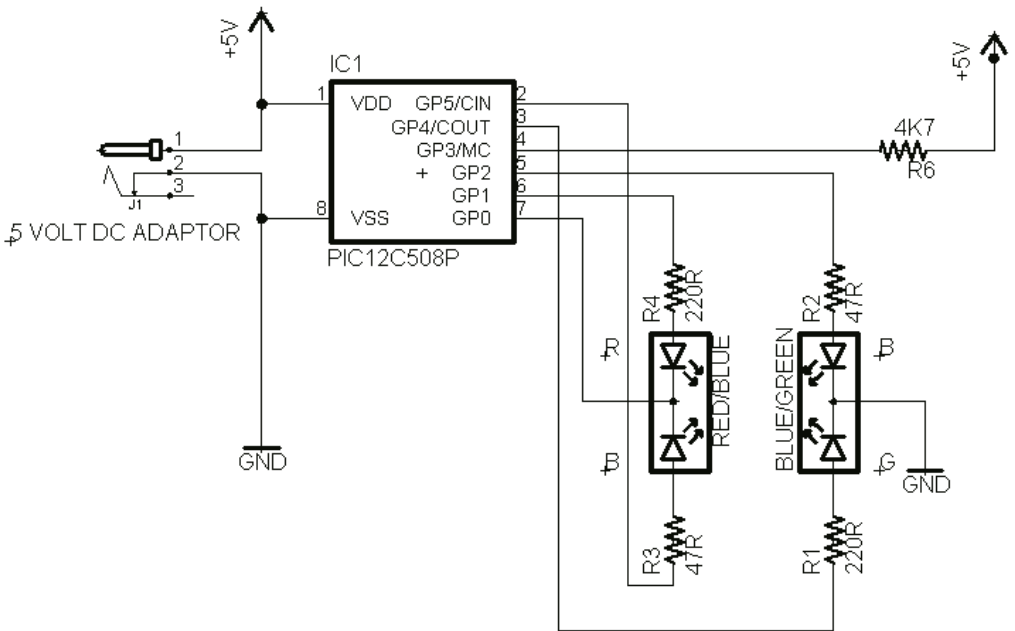 +5V
IC1
1 VDD GP5/CIN 2
GP4/COUT 3
GP3/MC 4
+ GP2 5
GP1 6
8 VSS GP0 7
PIC12C508P
1
2
3
J1
+5 VOLT DC ADAPTOR
GND
+5V
4K7
R6
R4
220R
R2
47R
+R
RED/BLUE
+B
BLUE/GREEN
+B
+G
GND
R3
47R
R1
220R